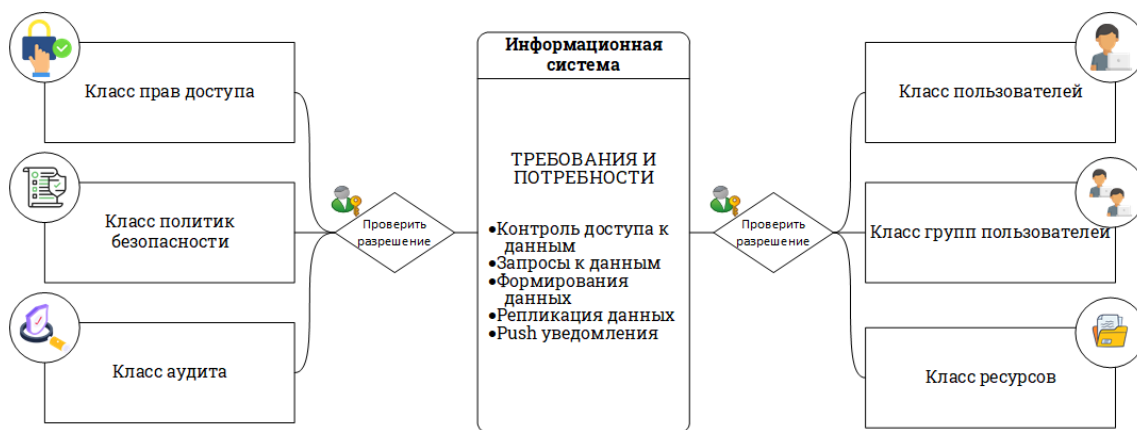 Класс прав доступа
Класс политик
безопасности
Класс аудита
Проверить
разрешение
Информационная
система
ТРЕБОВАНИЯ И
ПОТРЕБНОСТИ
•Контроль доступа к
данным
•Запросы к данным
•Формирования
данных
•Репликация данных
•Push уведомления
Проверить
разрешение
Класс пользователей
Класс групп пользователей
Класс ресурсов